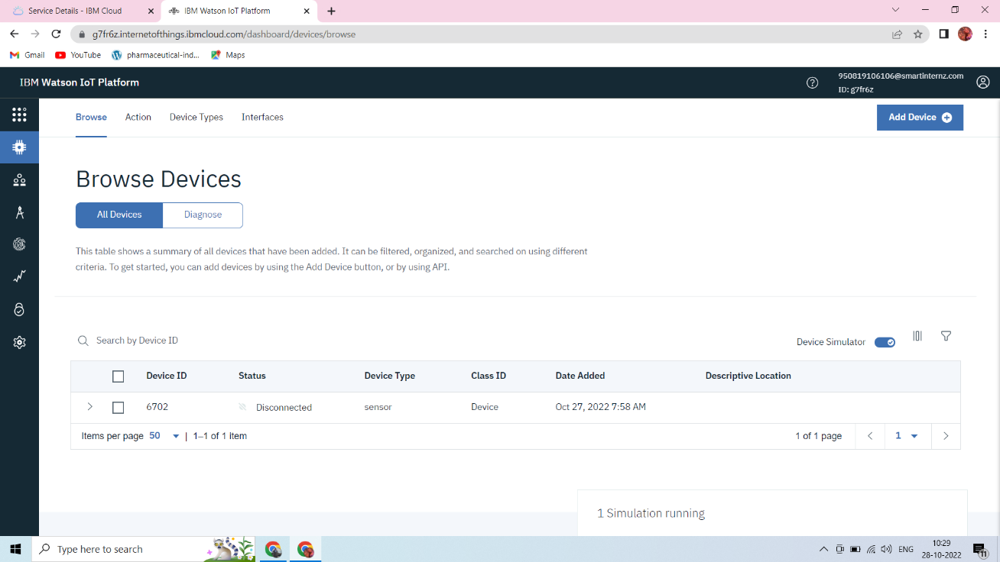 Service Details - IBM Cloud
IBM Watson IoT Platform
g7fr6z.internetofthings.ibmcloud.com/dashboard/devices/browse
Gmail YouTube pharmaceutical-ind... Maps
IBM Watson IoT Platform
950819106106@smartinternz.com
ID: g7fr6z
Browse Action Device Types Interfaces
Add Device
Browse Devices
All Devices Diagnose
This table shows a summary of all devices that have been added. It can be filtered, organized, and searched on using different
criteria. To get started, you can add devices by using the Add Device button, or by using API.
Search by Device ID
Device Simulator
Device ID Status Device Type Class ID Date Added Descriptive Location
6702 Disconnected sensor Device Oct 27, 2022 7:58 AM
Items per page 50 | 1–1 of 1 item
1 of 1 page 1
1 Simulation running
Type here to search
ENG
10:29
28-10-2022
11